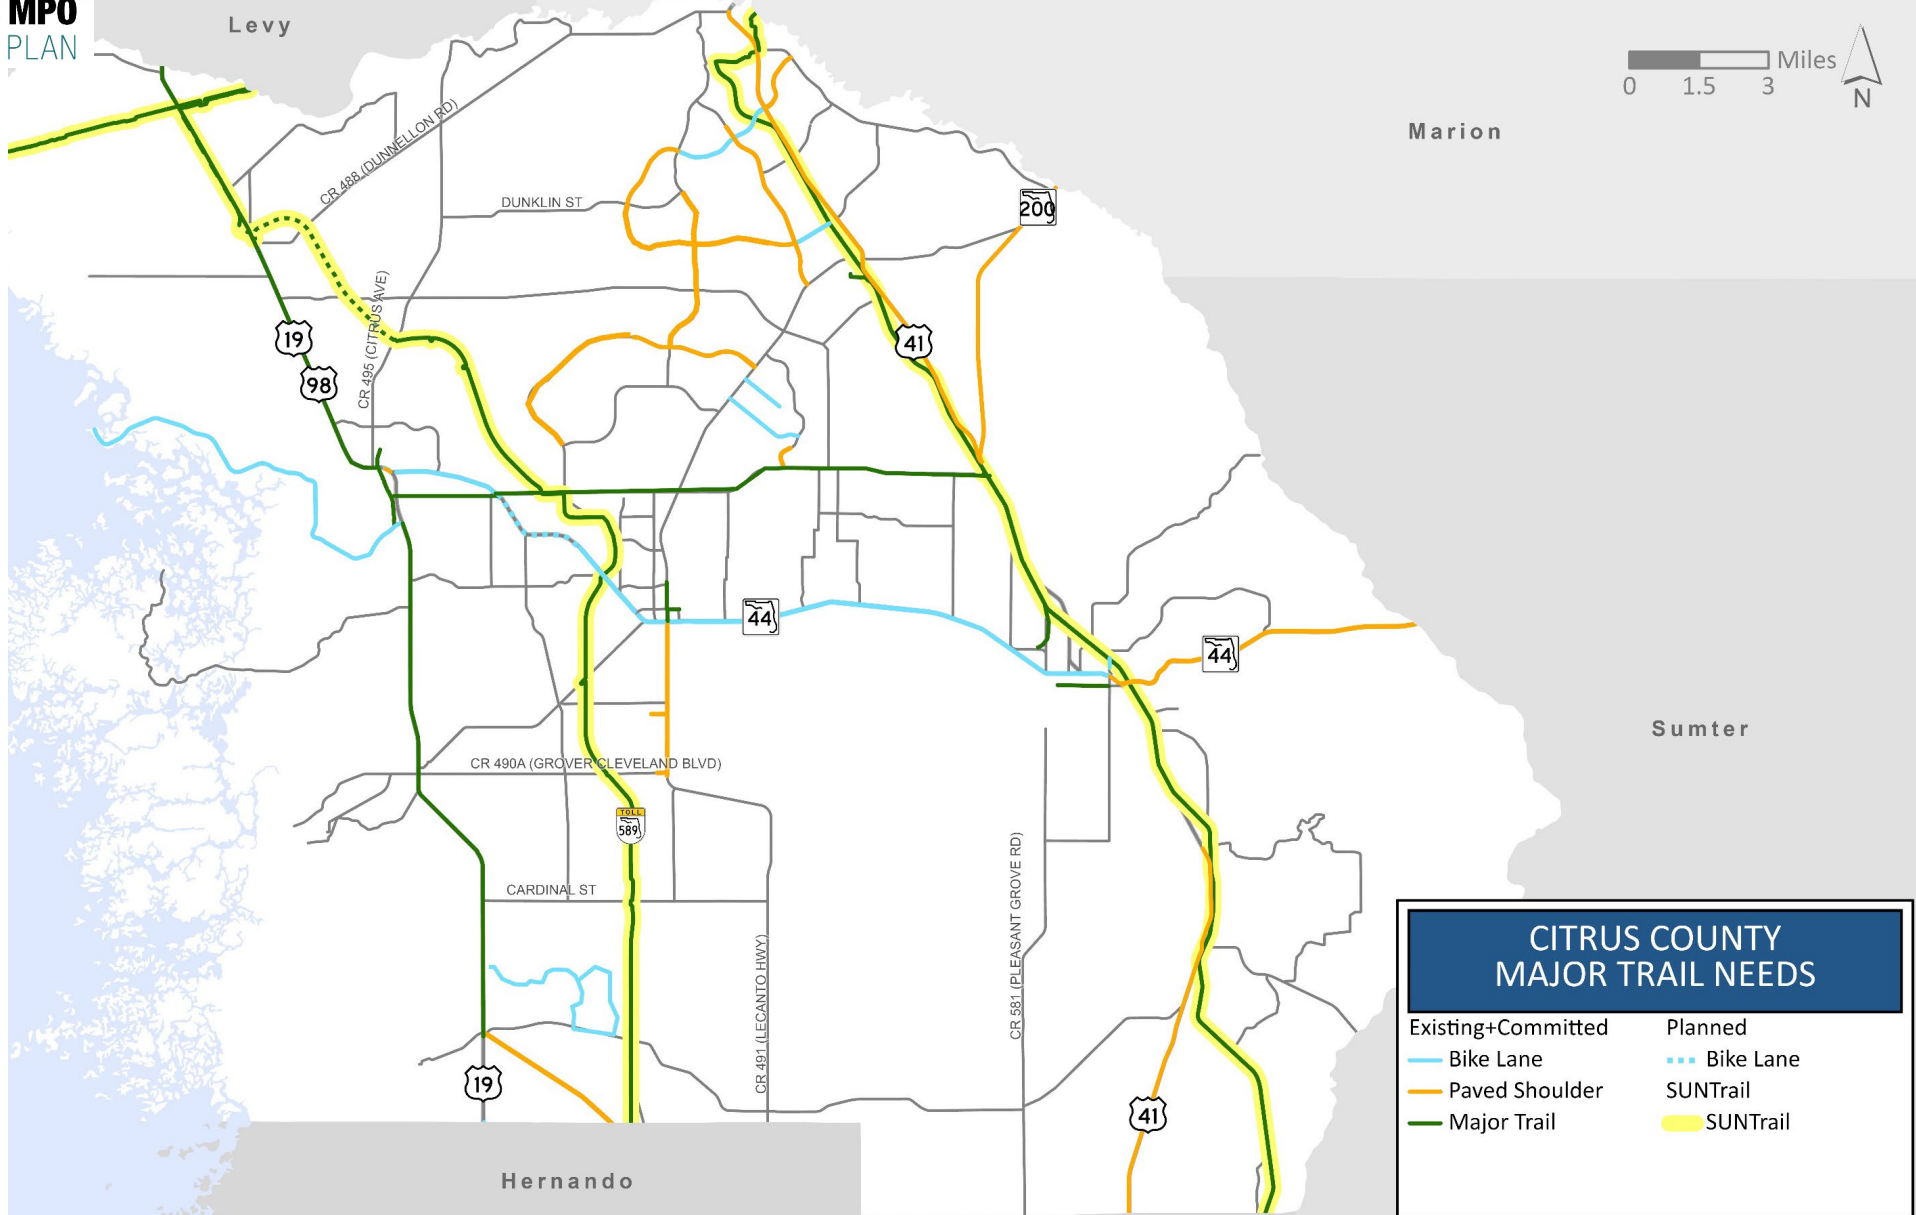 MPO
PLAN
Levy
Miles
0 1.5 3
N
Marion
CR 488 (DUNNELLON RD)
DUNKLIN ST
200
CR 495 (CITRUS AVE)
19
98
41
44
44
Sumter
CR 490A (GROVER CLEVELAND BLVD)
TOLL
589
CARDINAL ST
CR 491 (LECANTO HWY)
CR 581 (PLEASANT GROVE RD)
19
41
Hernando
CITRUS COUNTY
MAJOR TRAIL NEEDS
Existing+Committed
Bike Lane
Paved Shoulder
Major Trail
Planned
Bike Lane
SUNTrail
SUNTrail